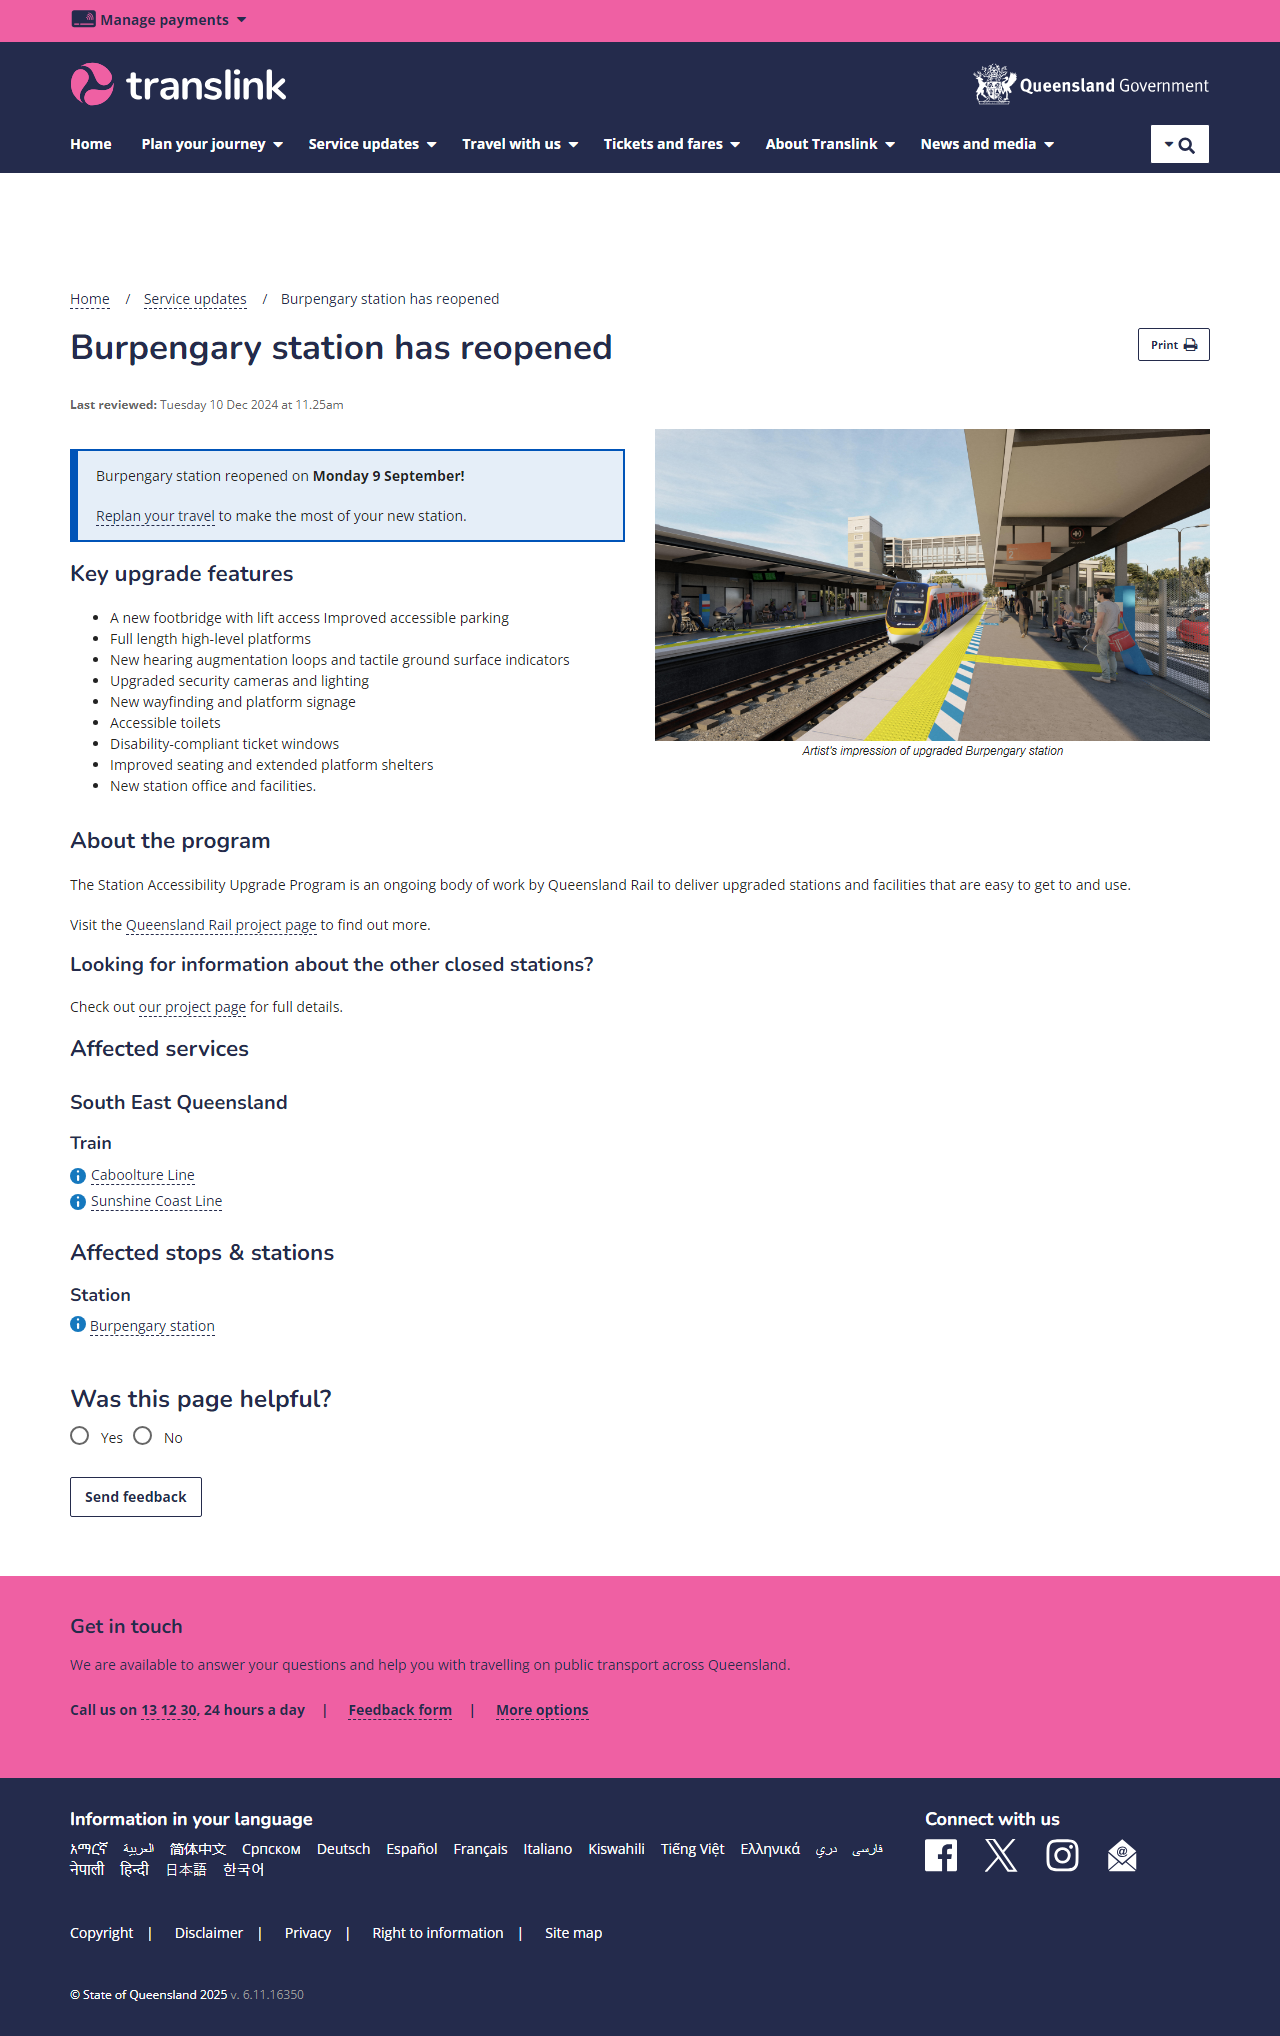 Manage payments
translink
Queensland Government
Home Plan your journey Service updates Travel with us Tickets and fares About Translink News and media
Home / Service updates / Burpengary station has reopened
Burpengary station has reopened
Print
Last reviewed: Tuesday 10 Dec 2024 at 11.25am
Burpengary station reopened on Monday 9 September!
Replan your travel to make the most of your new station.
2
Artist's impression of upgraded Burpengary station
Key upgrade features
A new footbridge with lift access Improved accessible parking
Full length high-level platforms
New hearing augmentation loops and tactile ground surface indicators
Upgraded security cameras and lighting
New wayfinding and platform signage
Accessible toilets
Disability-compliant ticket windows
Improved seating and extended platform shelters
New station office and facilities.
About the program
The Station Accessibility Upgrade Program is an ongoing body of work by Queensland Rail to deliver upgraded stations and facilities that are easy to get to and use.
Visit the Queensland Rail project page to find out more.
Looking for information about the other closed stations?
Check out our project page for full details.
Affected services
South East Queensland
Train
Caboolture Line
Sunshine Coast Line
Affected stops & stations
Station
Burpengary station
Was this page helpful?
Yes No
Send feedback
Get in touch
We are available to answer your questions and help you with travelling on public transport across Queensland.
Call us on 13 12 30, 24 hours a day | Feedback form | More options
Information in your language
አማርኛ العربية 简体中文 Српском Deutsch Español Français Italiano Kiswahili Tiếng Việt Ελληνικά دری فارسی
नेपाली हिन्दी 日本語 한국어
Connect with us
Copyright | Disclaimer | Privacy | Right to information | Site map
© State of Queensland 2025 v. 6.11.16350